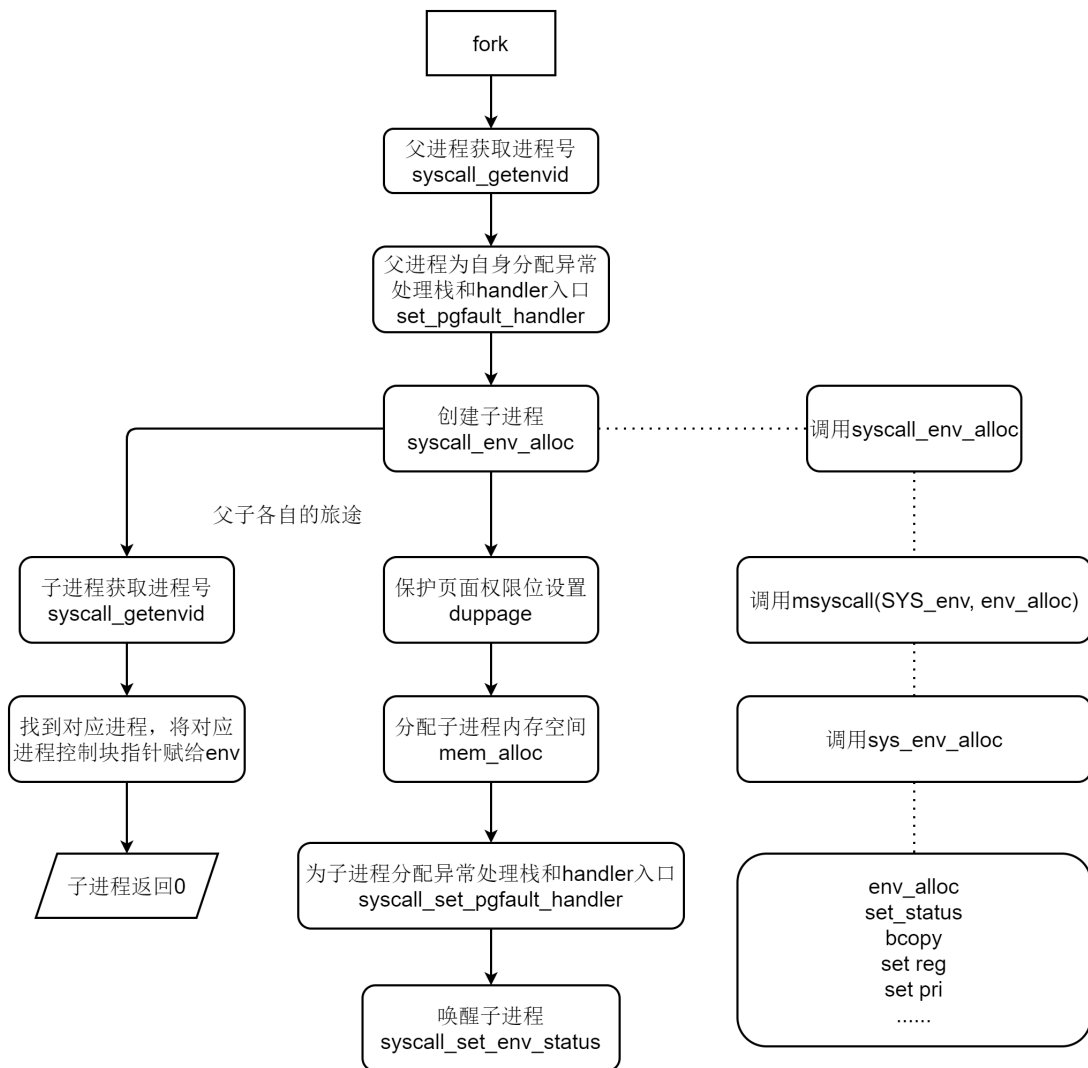 fork
父进程获取进程号
syscall_getenvid
父进程为自身分配异常
处理栈和handler入口
set_pgfault_handler
创建子进程
syscall_env_alloc
调用syscall_env_alloc
父子各自的旅途
子进程获取进程号
syscall_getenvid
保护页面权限位设置
duppage
调用msyscall(SYS_env, env_alloc)
找到对应进程，将对应
进程控制块指针赋给env
分配子进程内存空间
mem_alloc
调用sys_env_alloc
子进程返回0
为子进程分配异常处理栈和handler入口
syscall_set_pgfault_handler
env_alloc
set_status
bcopy
set reg
set pri
......
唤醒子进程
syscall_set_env_status